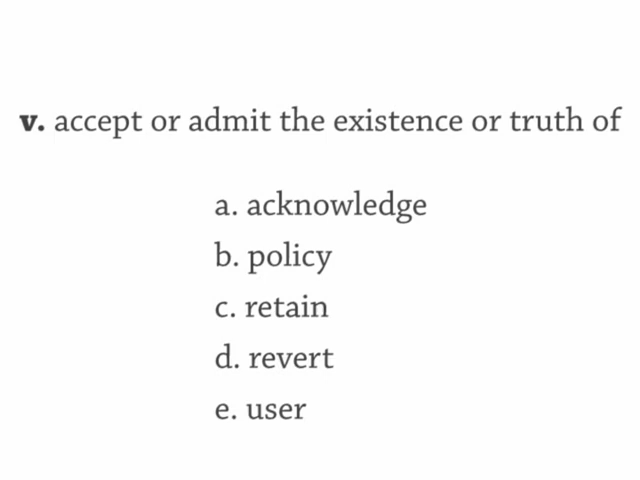 v. accept or admit the existence or truth of
a. acknowledge
b. policy
c. retain
d. revert
e. user